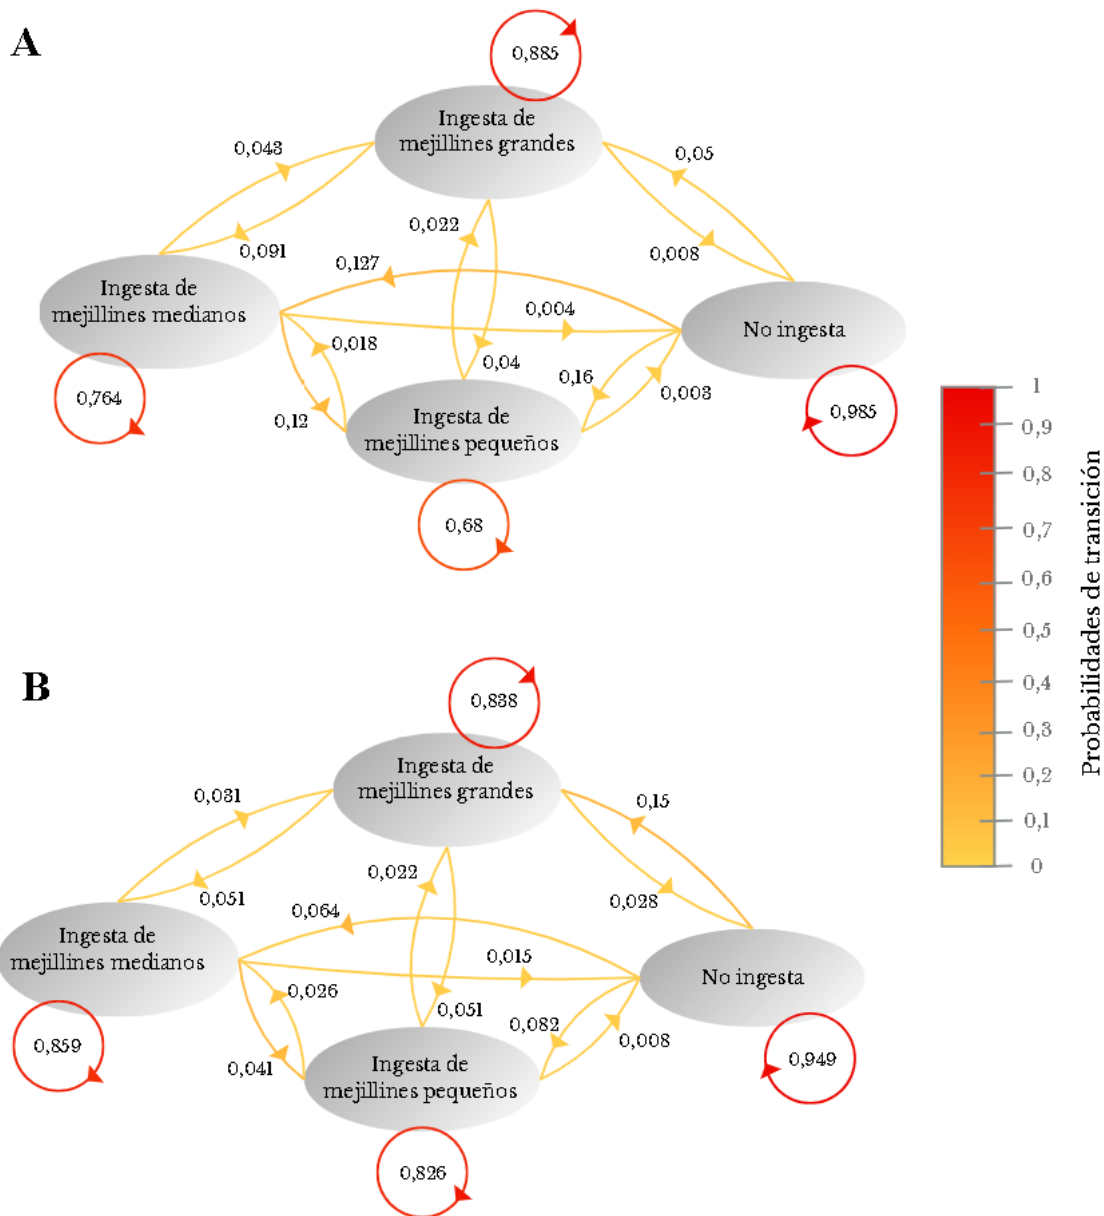 A
0,885
Ingesta de
mejillines grandes
0,043
0,05
0,022
0,091
0,008
0,127
Ingesta de
mejillines medianos
0,004
No ingesta
0,018
0,04
0,16
0,003
0,764
0,12
Ingesta de
mejillines pequeños
0,985
0,68
1
0,9
0,8
0,7
0,6
0,5
0,4
0,3
0,2
0,1
0
Probabilidades de transición
B
0,838
Ingesta de
mejillines grandes
0,031
0,15
0,022
0,051
0,028
0,064
Ingesta de
mejillines medianos
0,015
No ingesta
0,026
0,051
0,082
0,008
0,859
0,041
Ingesta de
mejillines pequeños
0,949
0,826